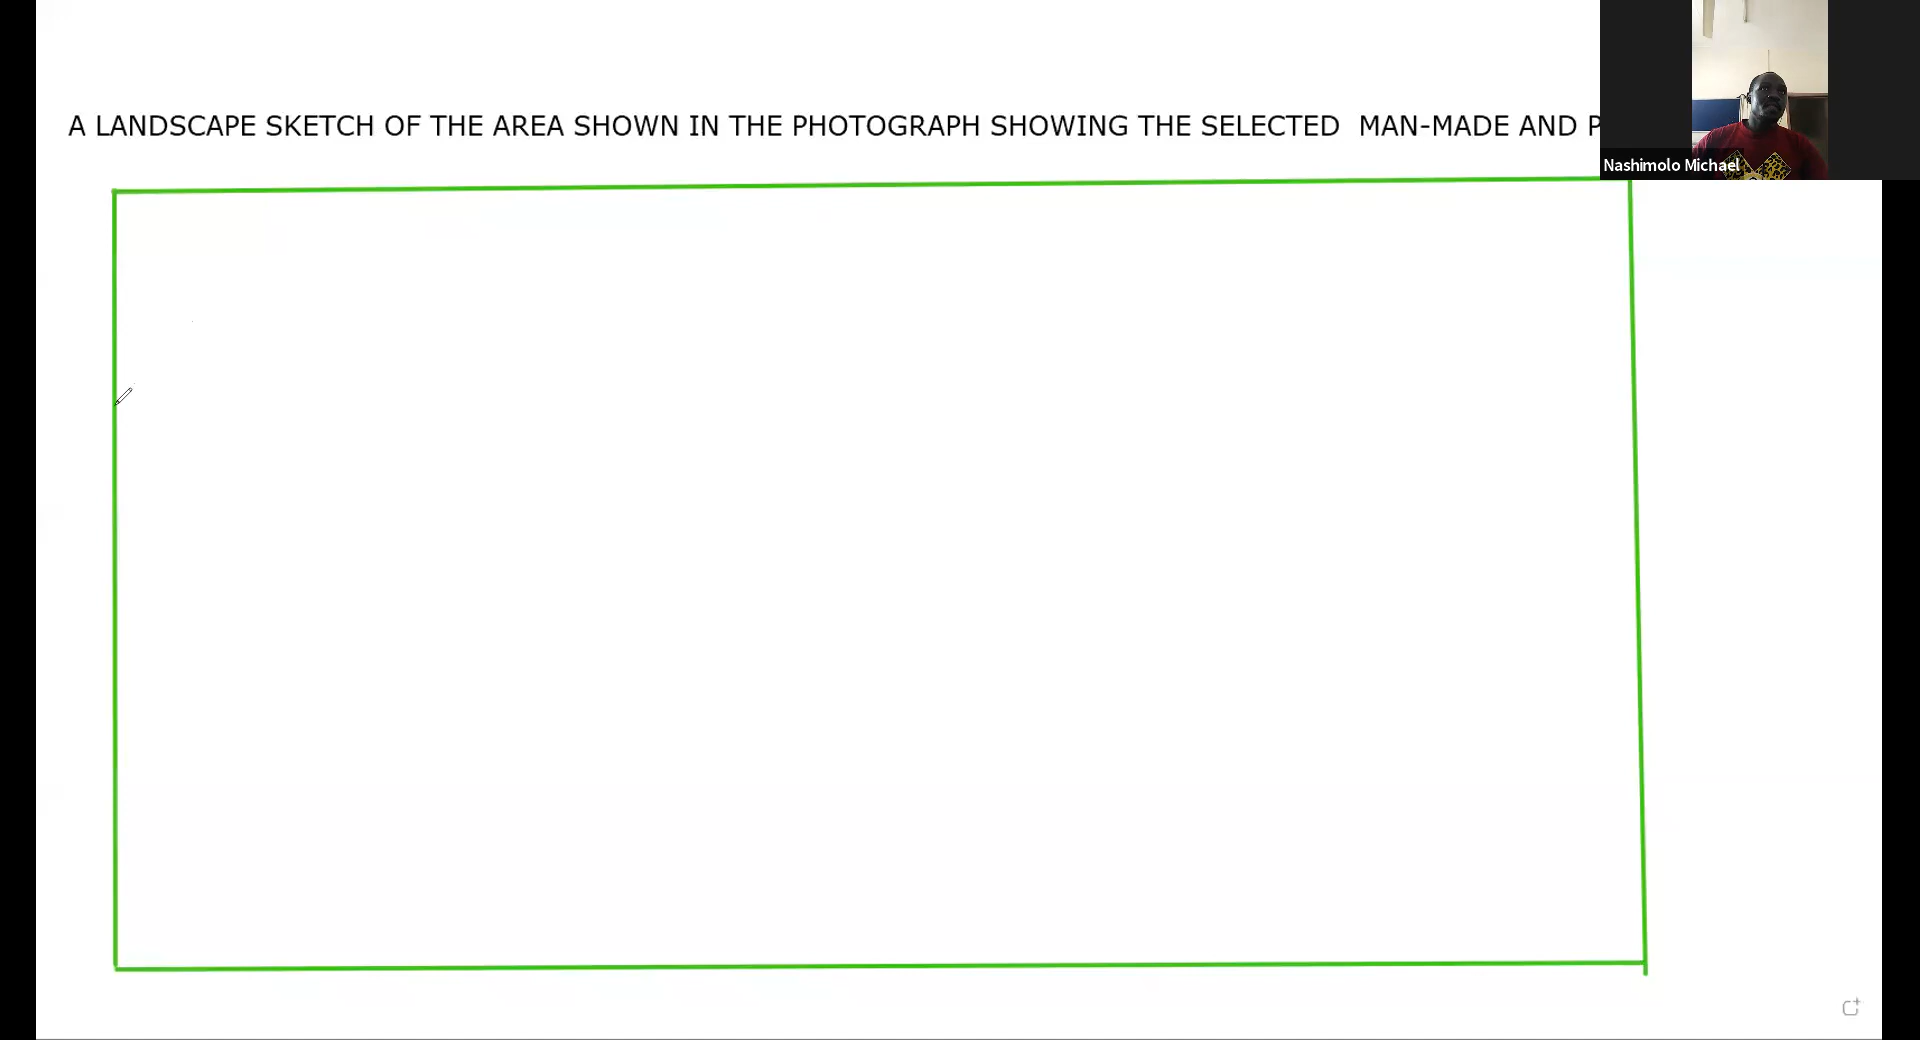 A LANDSCAPE SKETCH OF THE AREA SHOWN IN THE PHOTOGRAPH SHOWING THE SELECTED MAN-MADE AND P
Nashimolo Michael